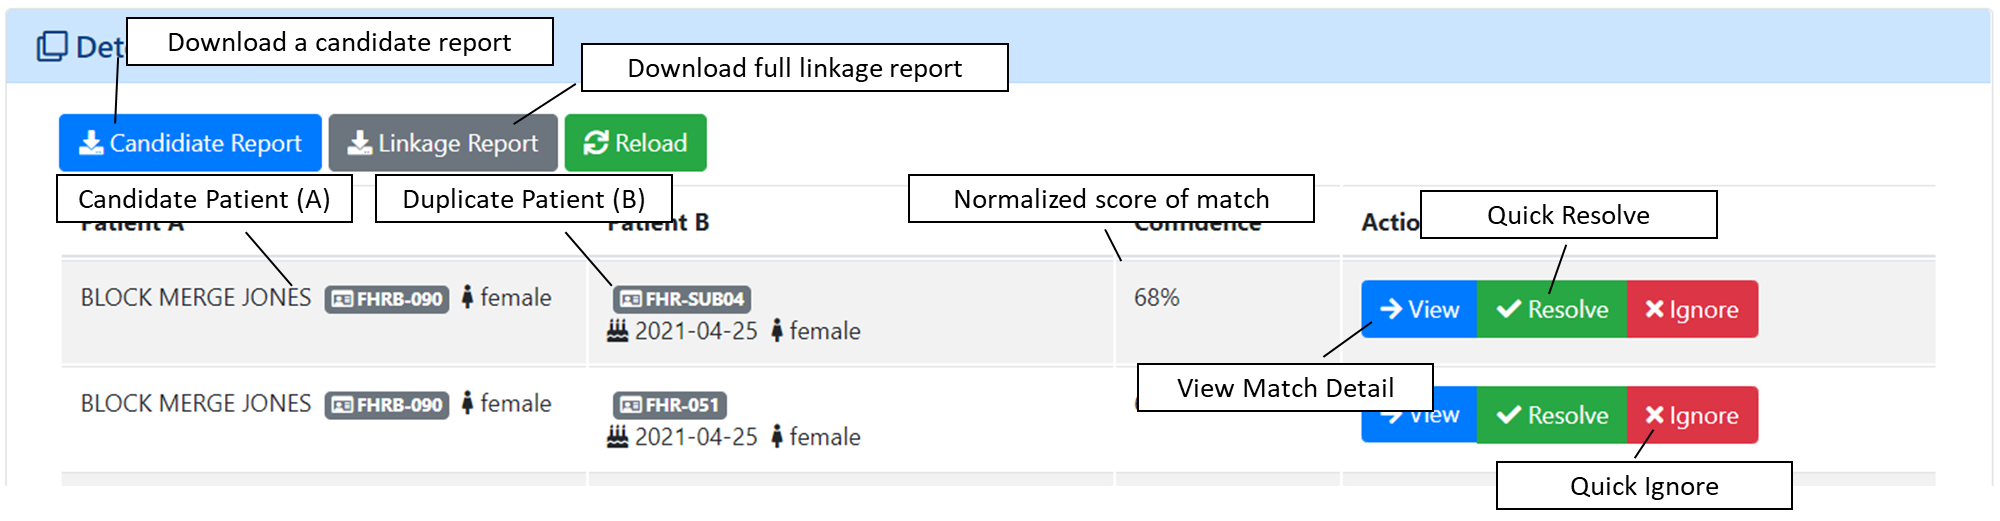 Download a candidate report
Download full linkage report
Candidiate Report Linkage Report Reload
Candidate Patient (A) Duplicate Patient (B) Normalized score of match Quick Resolve
Patient A Patient B Confidence
BLOCK MERGE JONES FHRB-090 female FHR-SUB04 68% View Resolve Ignore
2021-04-25 female
View Match Detail
BLOCK MERGE JONES FHRB-090 female FHR-051 View Resolve Ignore
2021-04-25 female
Quick Ignore